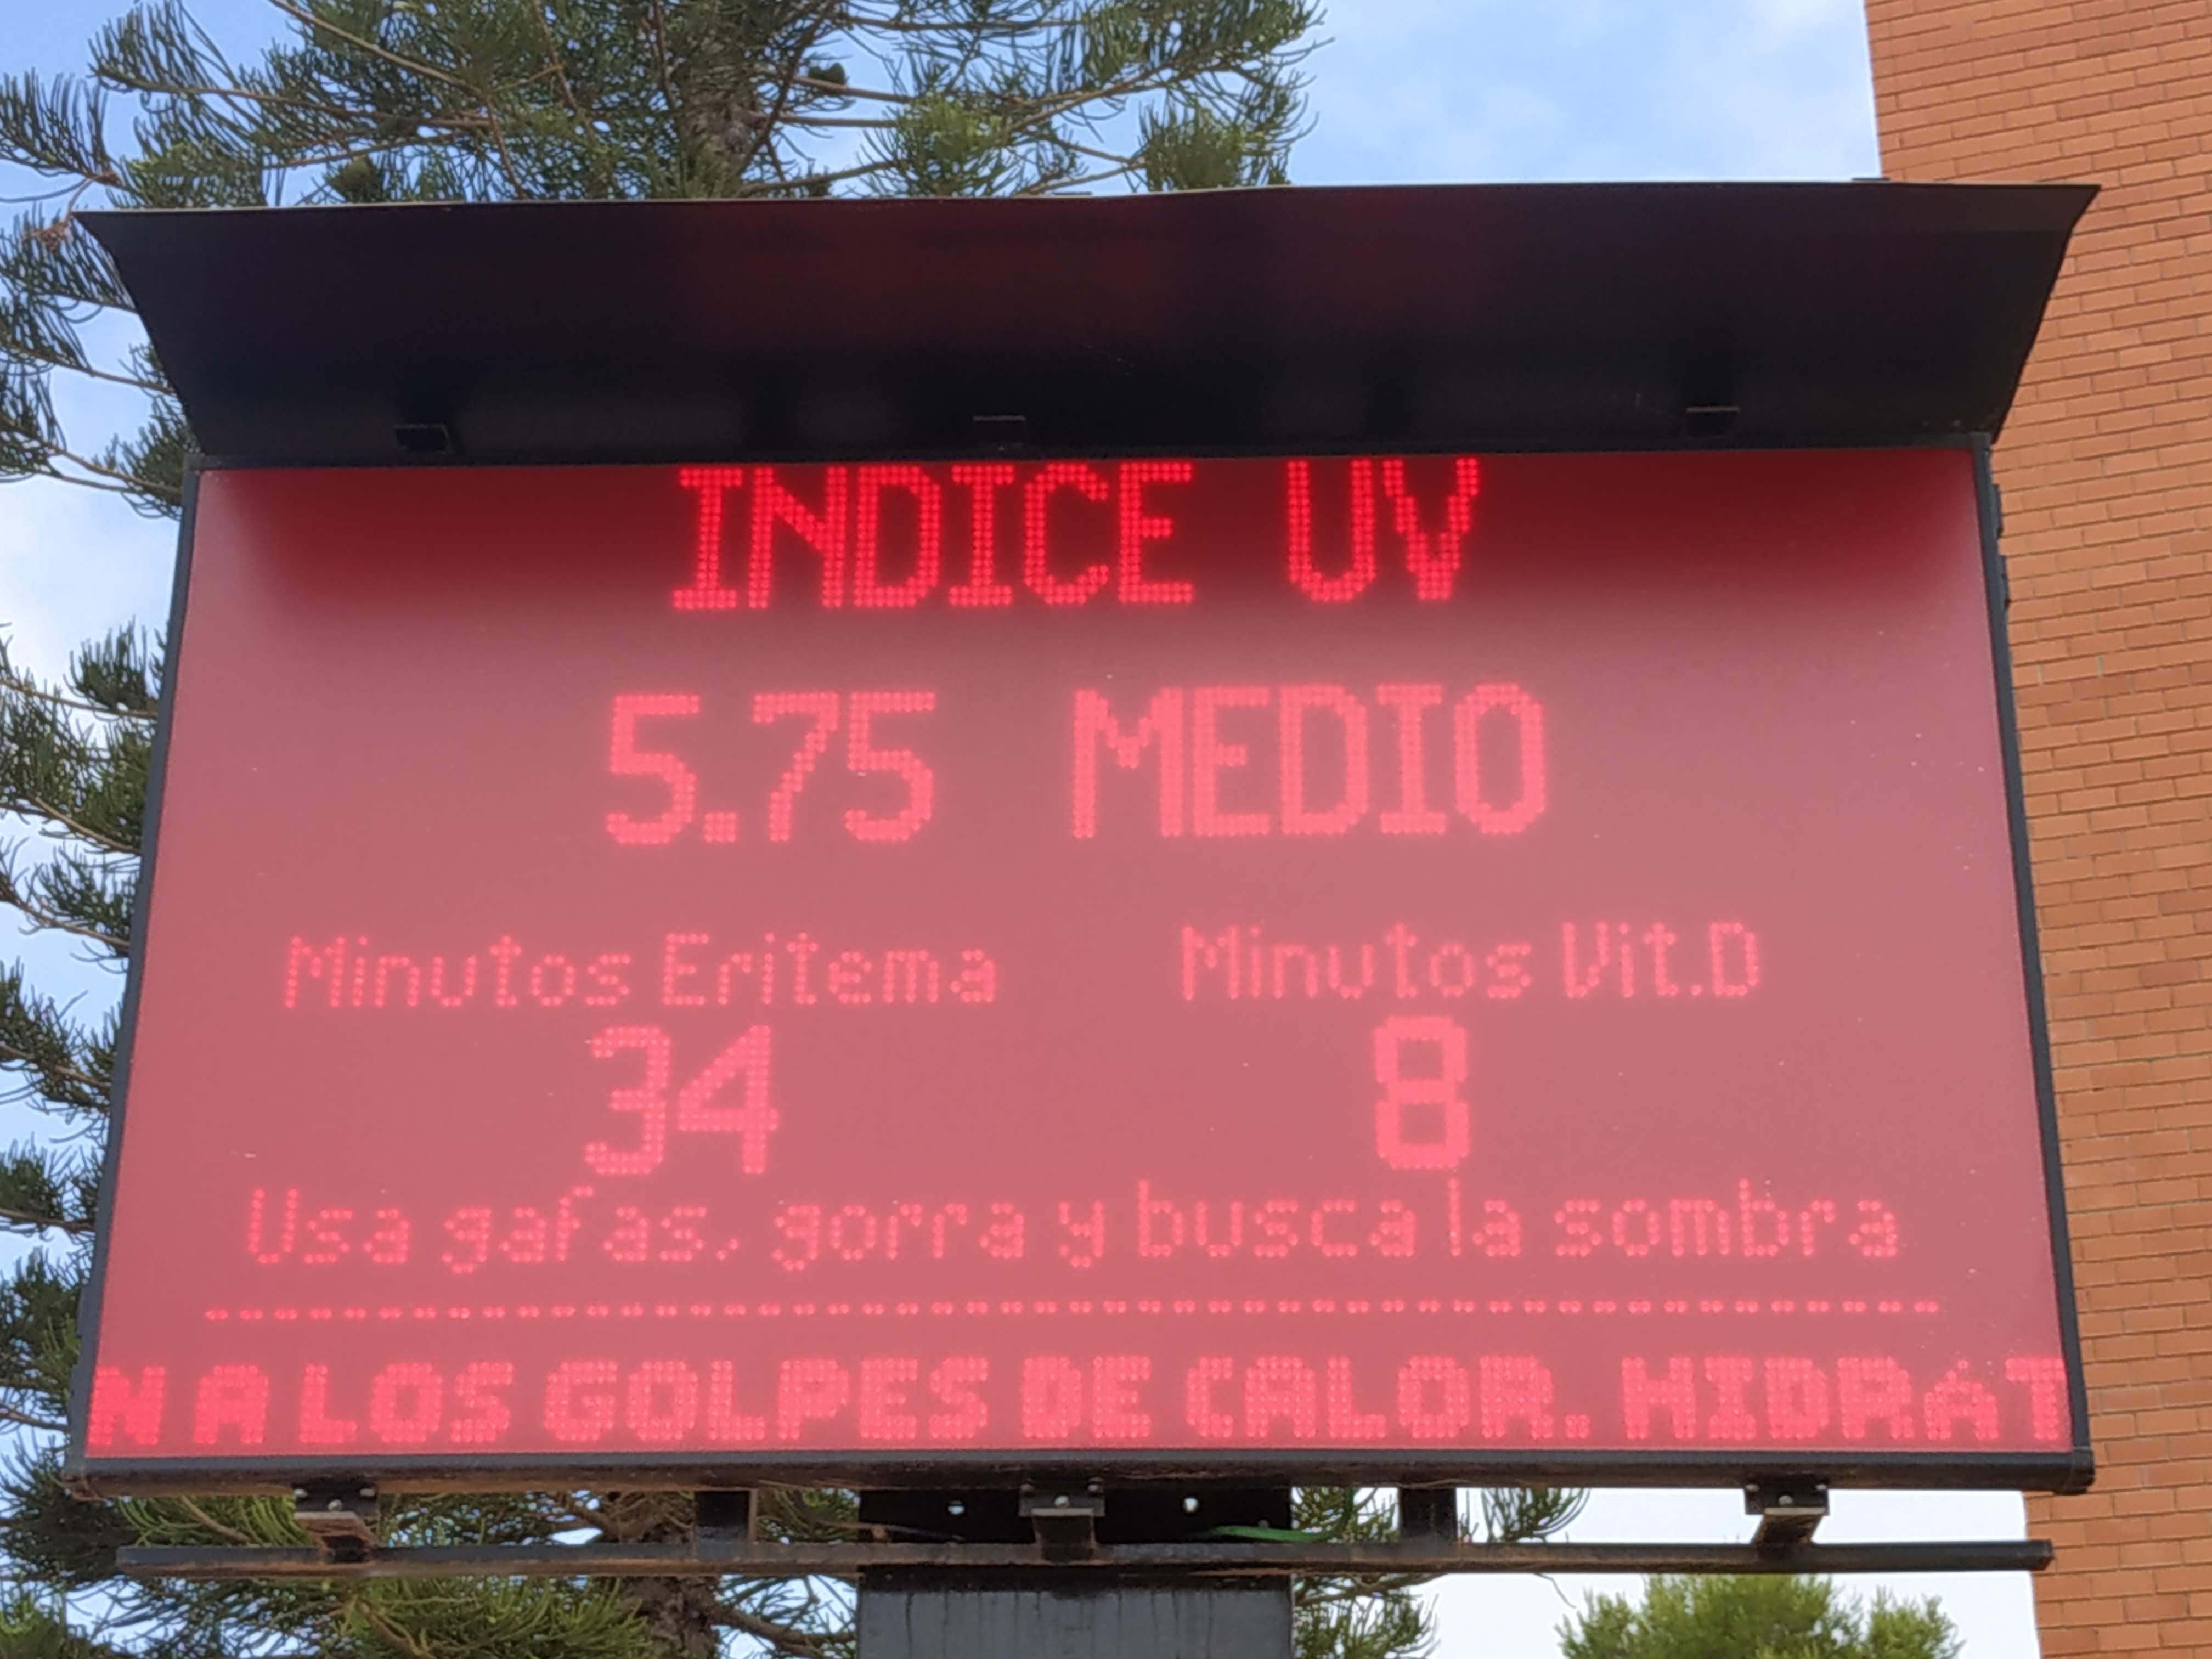 INDICE UV
5.75 MEDIO
Minutos Eritema Minutos Vit.D
34 8
Usa gafas, gorra y busca la sombra
N A LOS GOLPES DE CALOR. HIDRAT